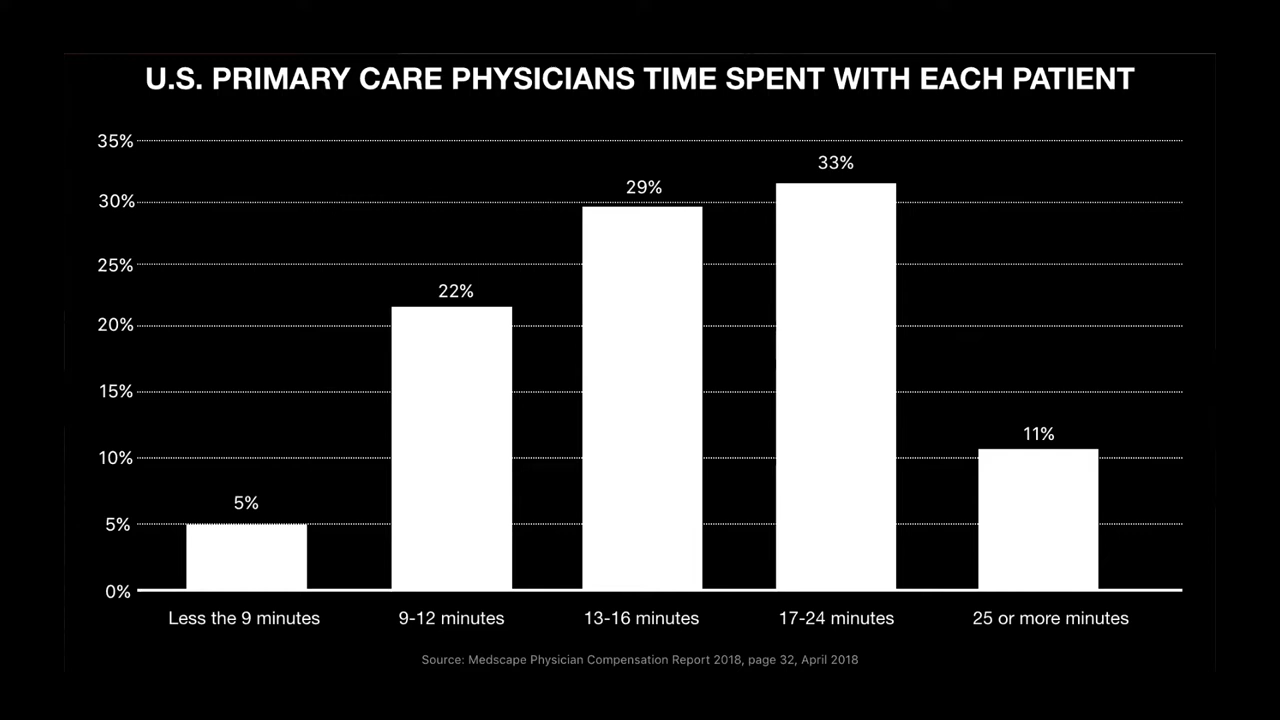 U.S. PRIMARY CARE PHYSICIANS TIME SPENT WITH EACH PATIENT
35%
30%
25%
20%
15%
10%
5%
0%
5%
22%
29%
33%
11%
Less the 9 minutes
9-12 minutes
13-16 minutes
17-24 minutes
25 or more minutes
Source: Medscape Physician Compensation Report 2018, page 32, April 2018